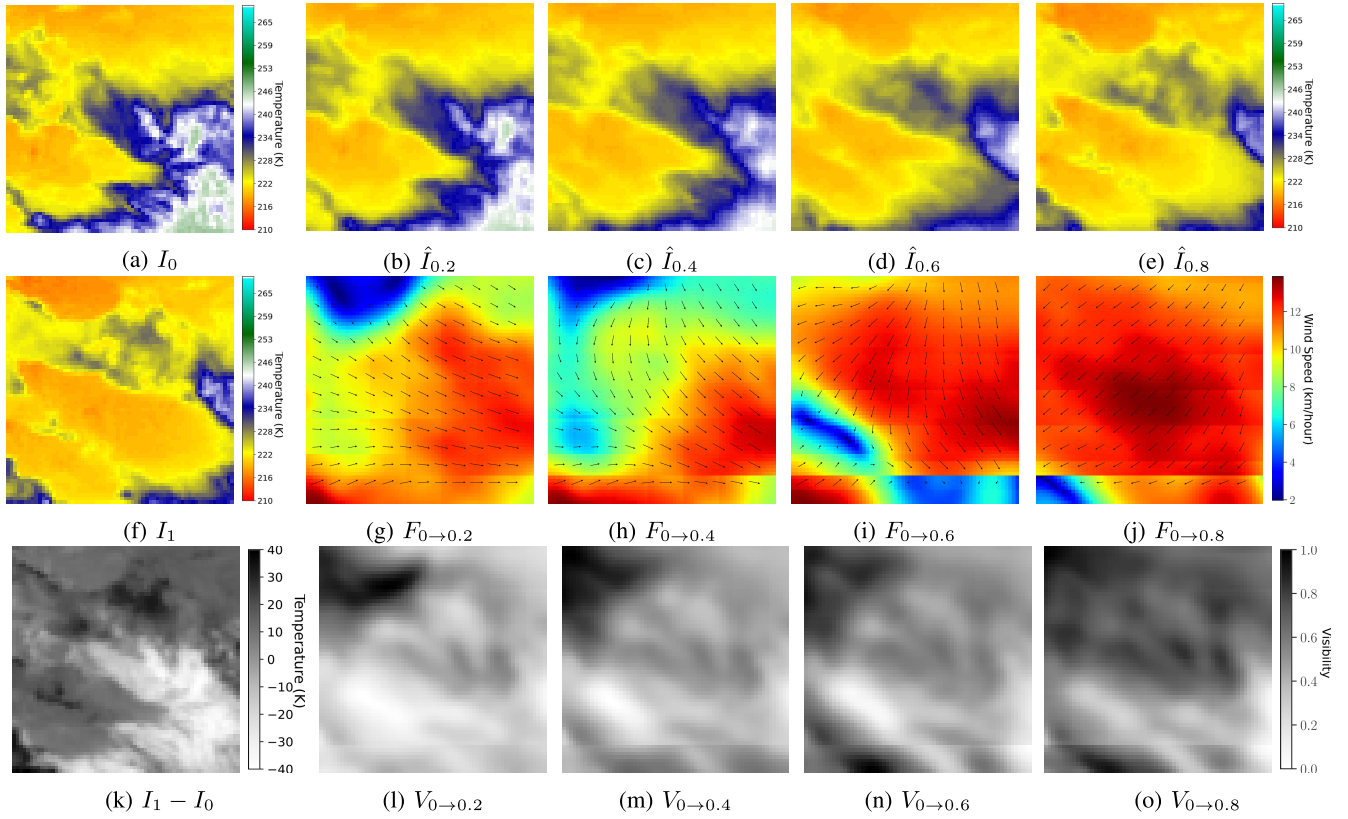 265
259
253
246
240
234
228
222
216
210
Temperature (K)
265
259
253
246
240
234
228
222
216
210
Temperature (K)
(a) I₀
(b) Î₀.₂
(c) Î₀.₄
(d) Î₀.₆
(e) Î₀.₈
265
259
253
246
240
234
228
222
216
210
Temperature (K)
12
10
8
6
4
2
Wind Speed (km/hour)
(f) I₁
(g) F₀→₀.₂
(h) F₀→₀.₄
(i) F₀→₀.₆
(j) F₀→₀.₈
40
30
20
10
0
−10
−20
−30
−40
Temperature (K)
1.0
0.8
0.6
0.4
0.2
0.0
Visibility
(k) I₁ − I₀
(l) V₀→₀.₂
(m) V₀→₀.₄
(n) V₀→₀.₆
(o) V₀→₀.₈